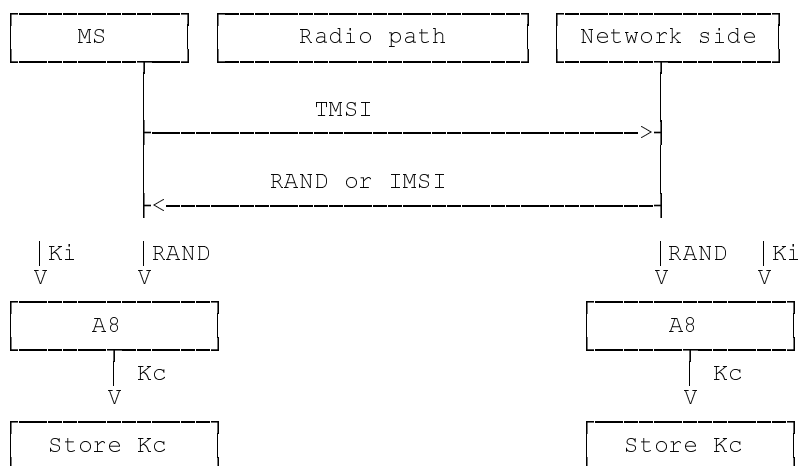 MS Radio path Network side
TMSI
RAND or IMSI
Ki RAND RAND Ki
V V V V
A8 A8
Kc Kc
V V
Store Kc Store Kc